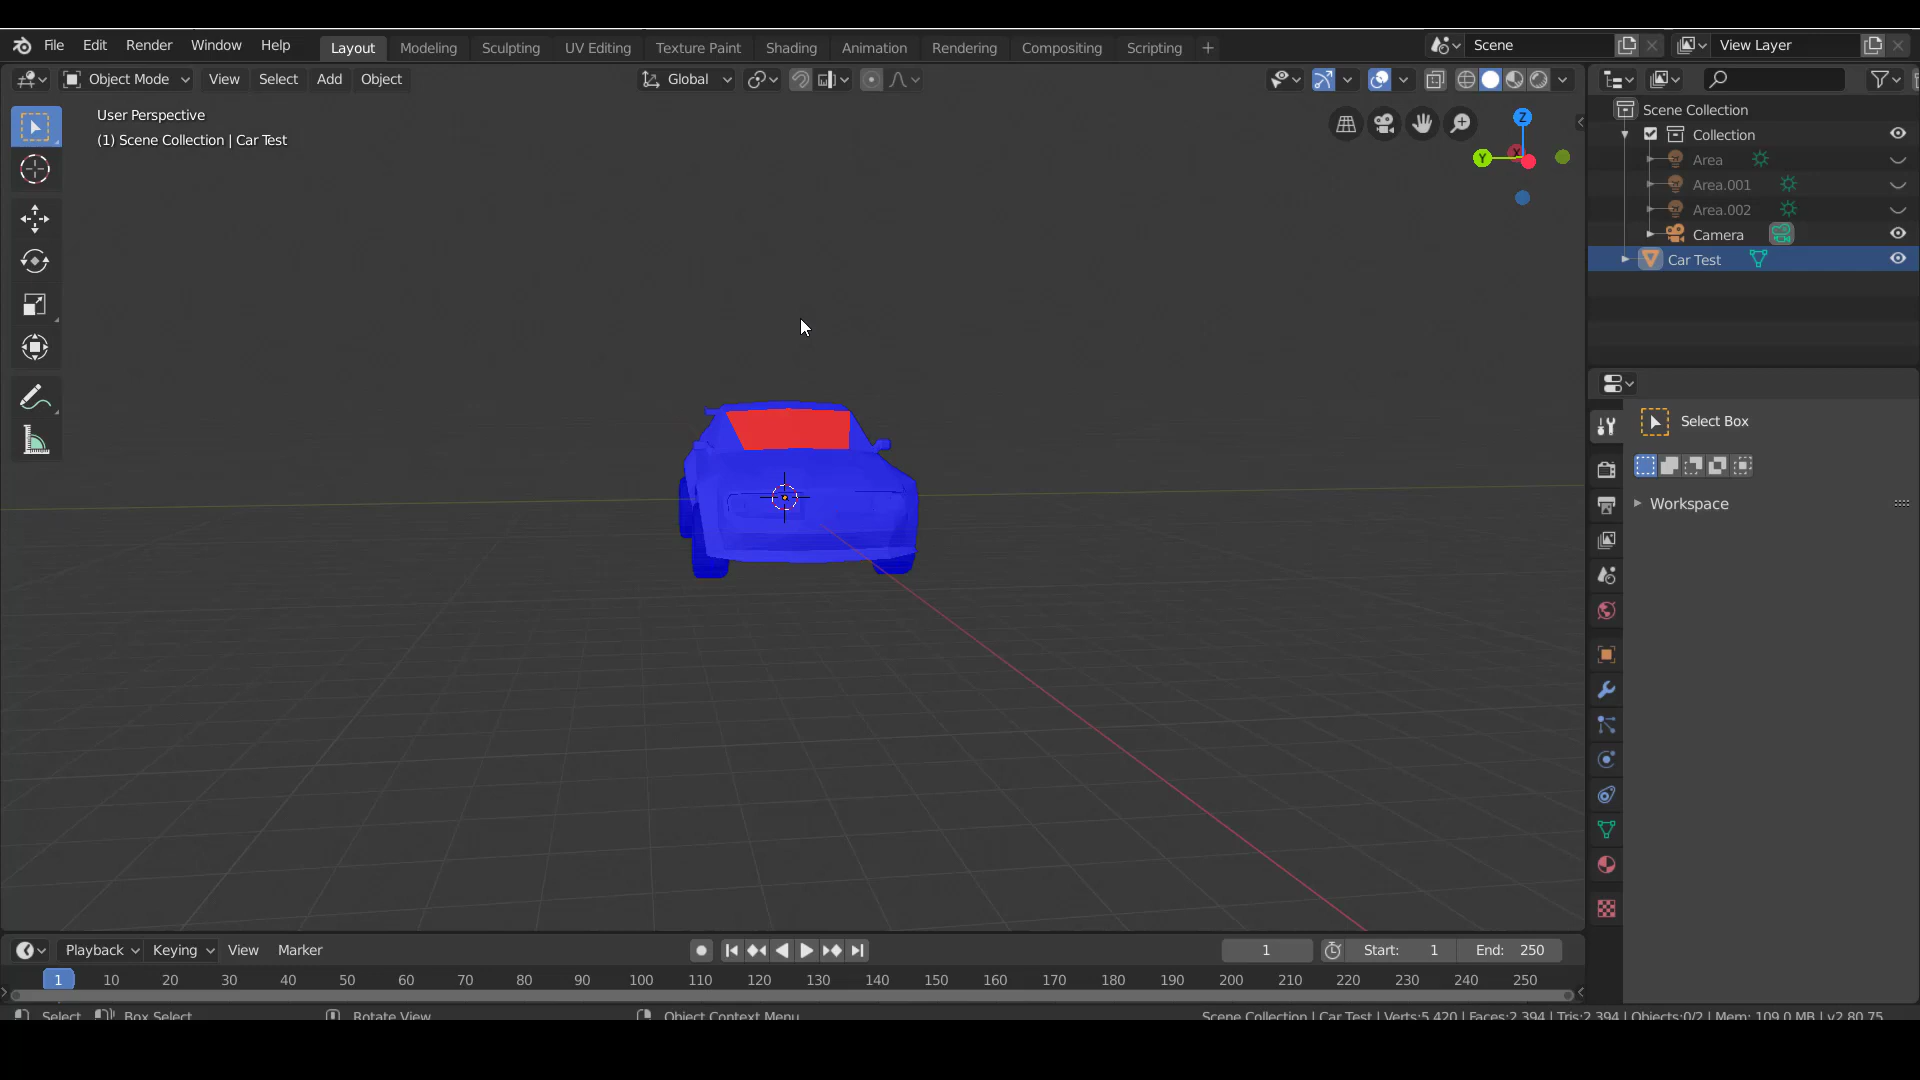 File Edit Render Window Help Layout Modeling Sculpting UV Editing Texture Paint Shading Animation Rendering Compositing Scripting + Scene View Layer
Object Mode View Select Add Object Global
User Perspective
(1) Scene Collection | Car Test
Z
Y
X
Scene Collection
Collection
Area
Area.001
Area.002
Camera
Car Test
Select Box
Workspace
Playback Keying View Marker 1 Start: 1 End: 250
1 10 20 30 40 50 60 70 80 90 100 110 120 130 140 150 160 170 180 190 200 210 220 230 240 250
Select Box Select Rotate View Object Context Menu Scene Collection | Car Test | Verts:5,420 | Faces:2,394 | Tris:2,394 | Objects:0/2 | Mem: 109.0 MB | v2.80.75